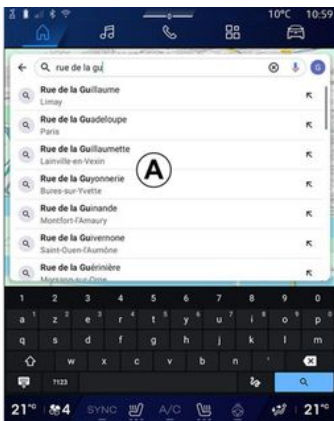 10°C 10:59
rue de la gu
G
Rue de la Guillaume
Limay
Rue de la Guadeloupe
Paris
Rue de la Guillaumette
Lainville-en-Vexin
A
Rue de la Guyonnerie
Bures-sur-Yvette
Rue de la Guinande
Montfort-l'Amaury
Rue de la Guivernone
Saint-Ouen-l'Aumône
Rue de la Guérinière
Morsang-sur-Orge
1 2 3 4 5 6 7 8 9 0
a z e r t y u i o p
q s d f g h j k l m
w x c v b n '
?123
21°C 4 SYNC A/C 21°C